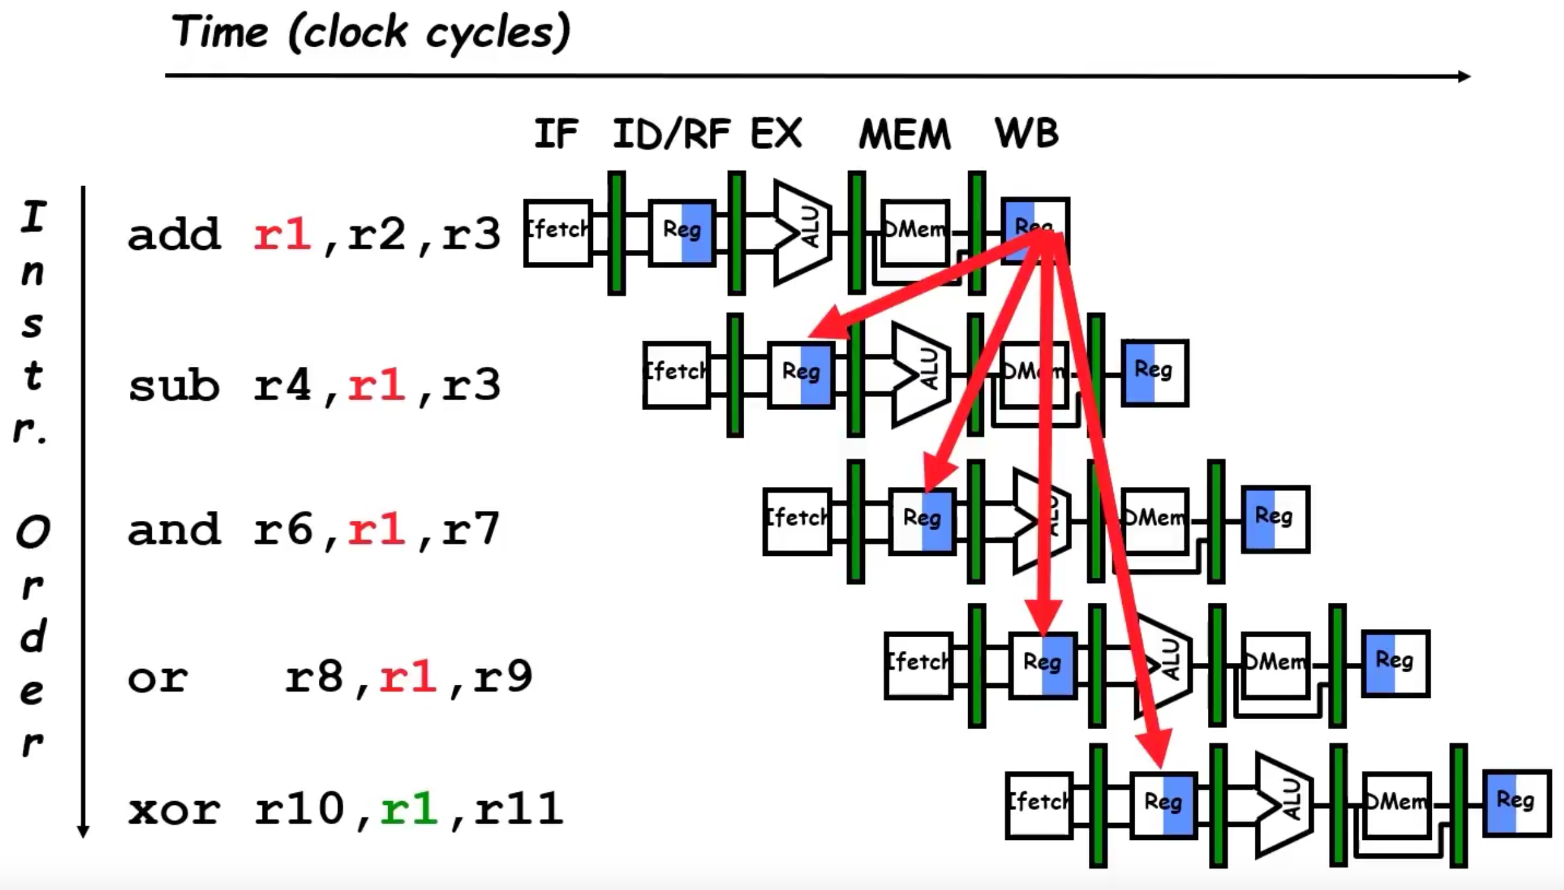 Time (clock cycles)
IF ID/RF EX MEM WB
Instr. Order
add r1,r2,r3 Ifetch Reg ALU DMem Reg
sub r4,r1,r3 Ifetch Reg ALU DMem Reg
and r6,r1,r7 Ifetch Reg ALU DMem Reg
or r8,r1,r9 Ifetch Reg ALU DMem Reg
xor r10,r1,r11 Ifetch Reg ALU DMem Reg